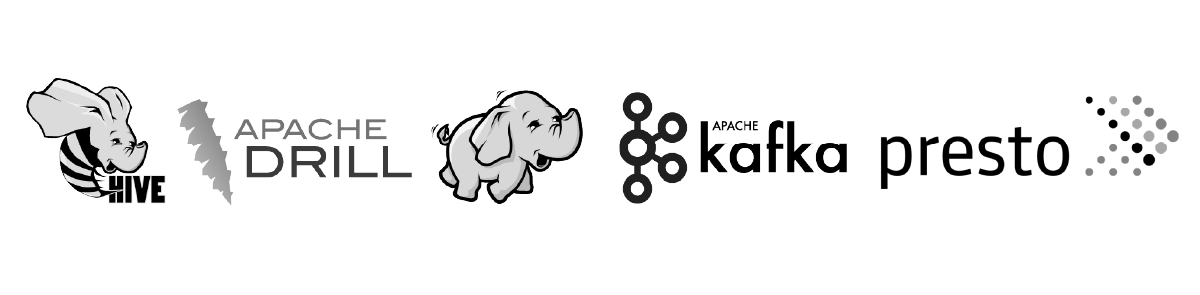 HIVE
APACHE
DRILL
APACHE
kafka
presto